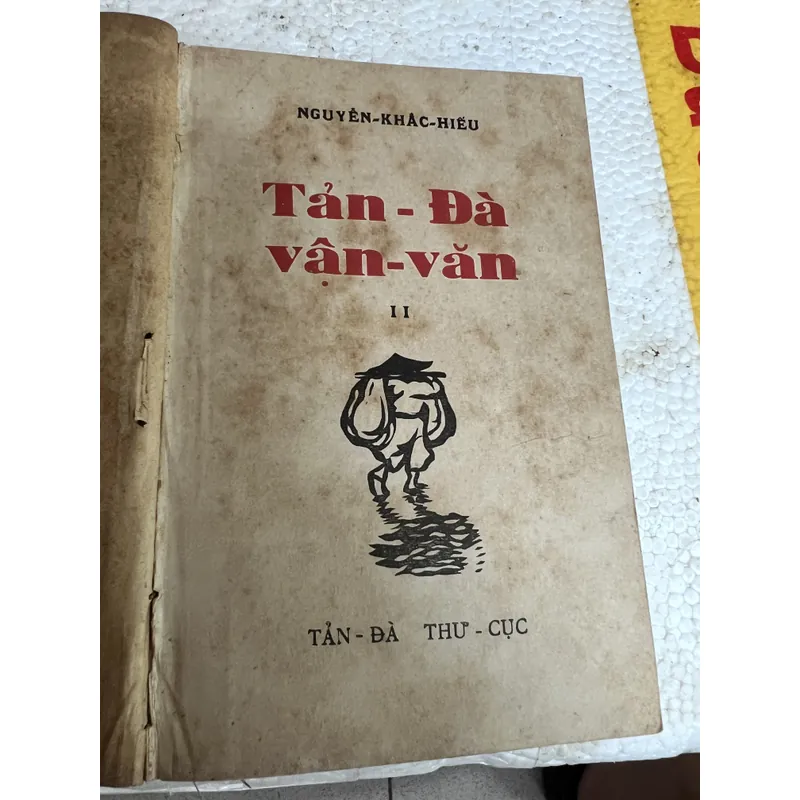 NGUYỄN-KHẮC-HIẾU
Tản-Đà
vận-văn
II
TẢN-ĐÀ THƯ-CỤC